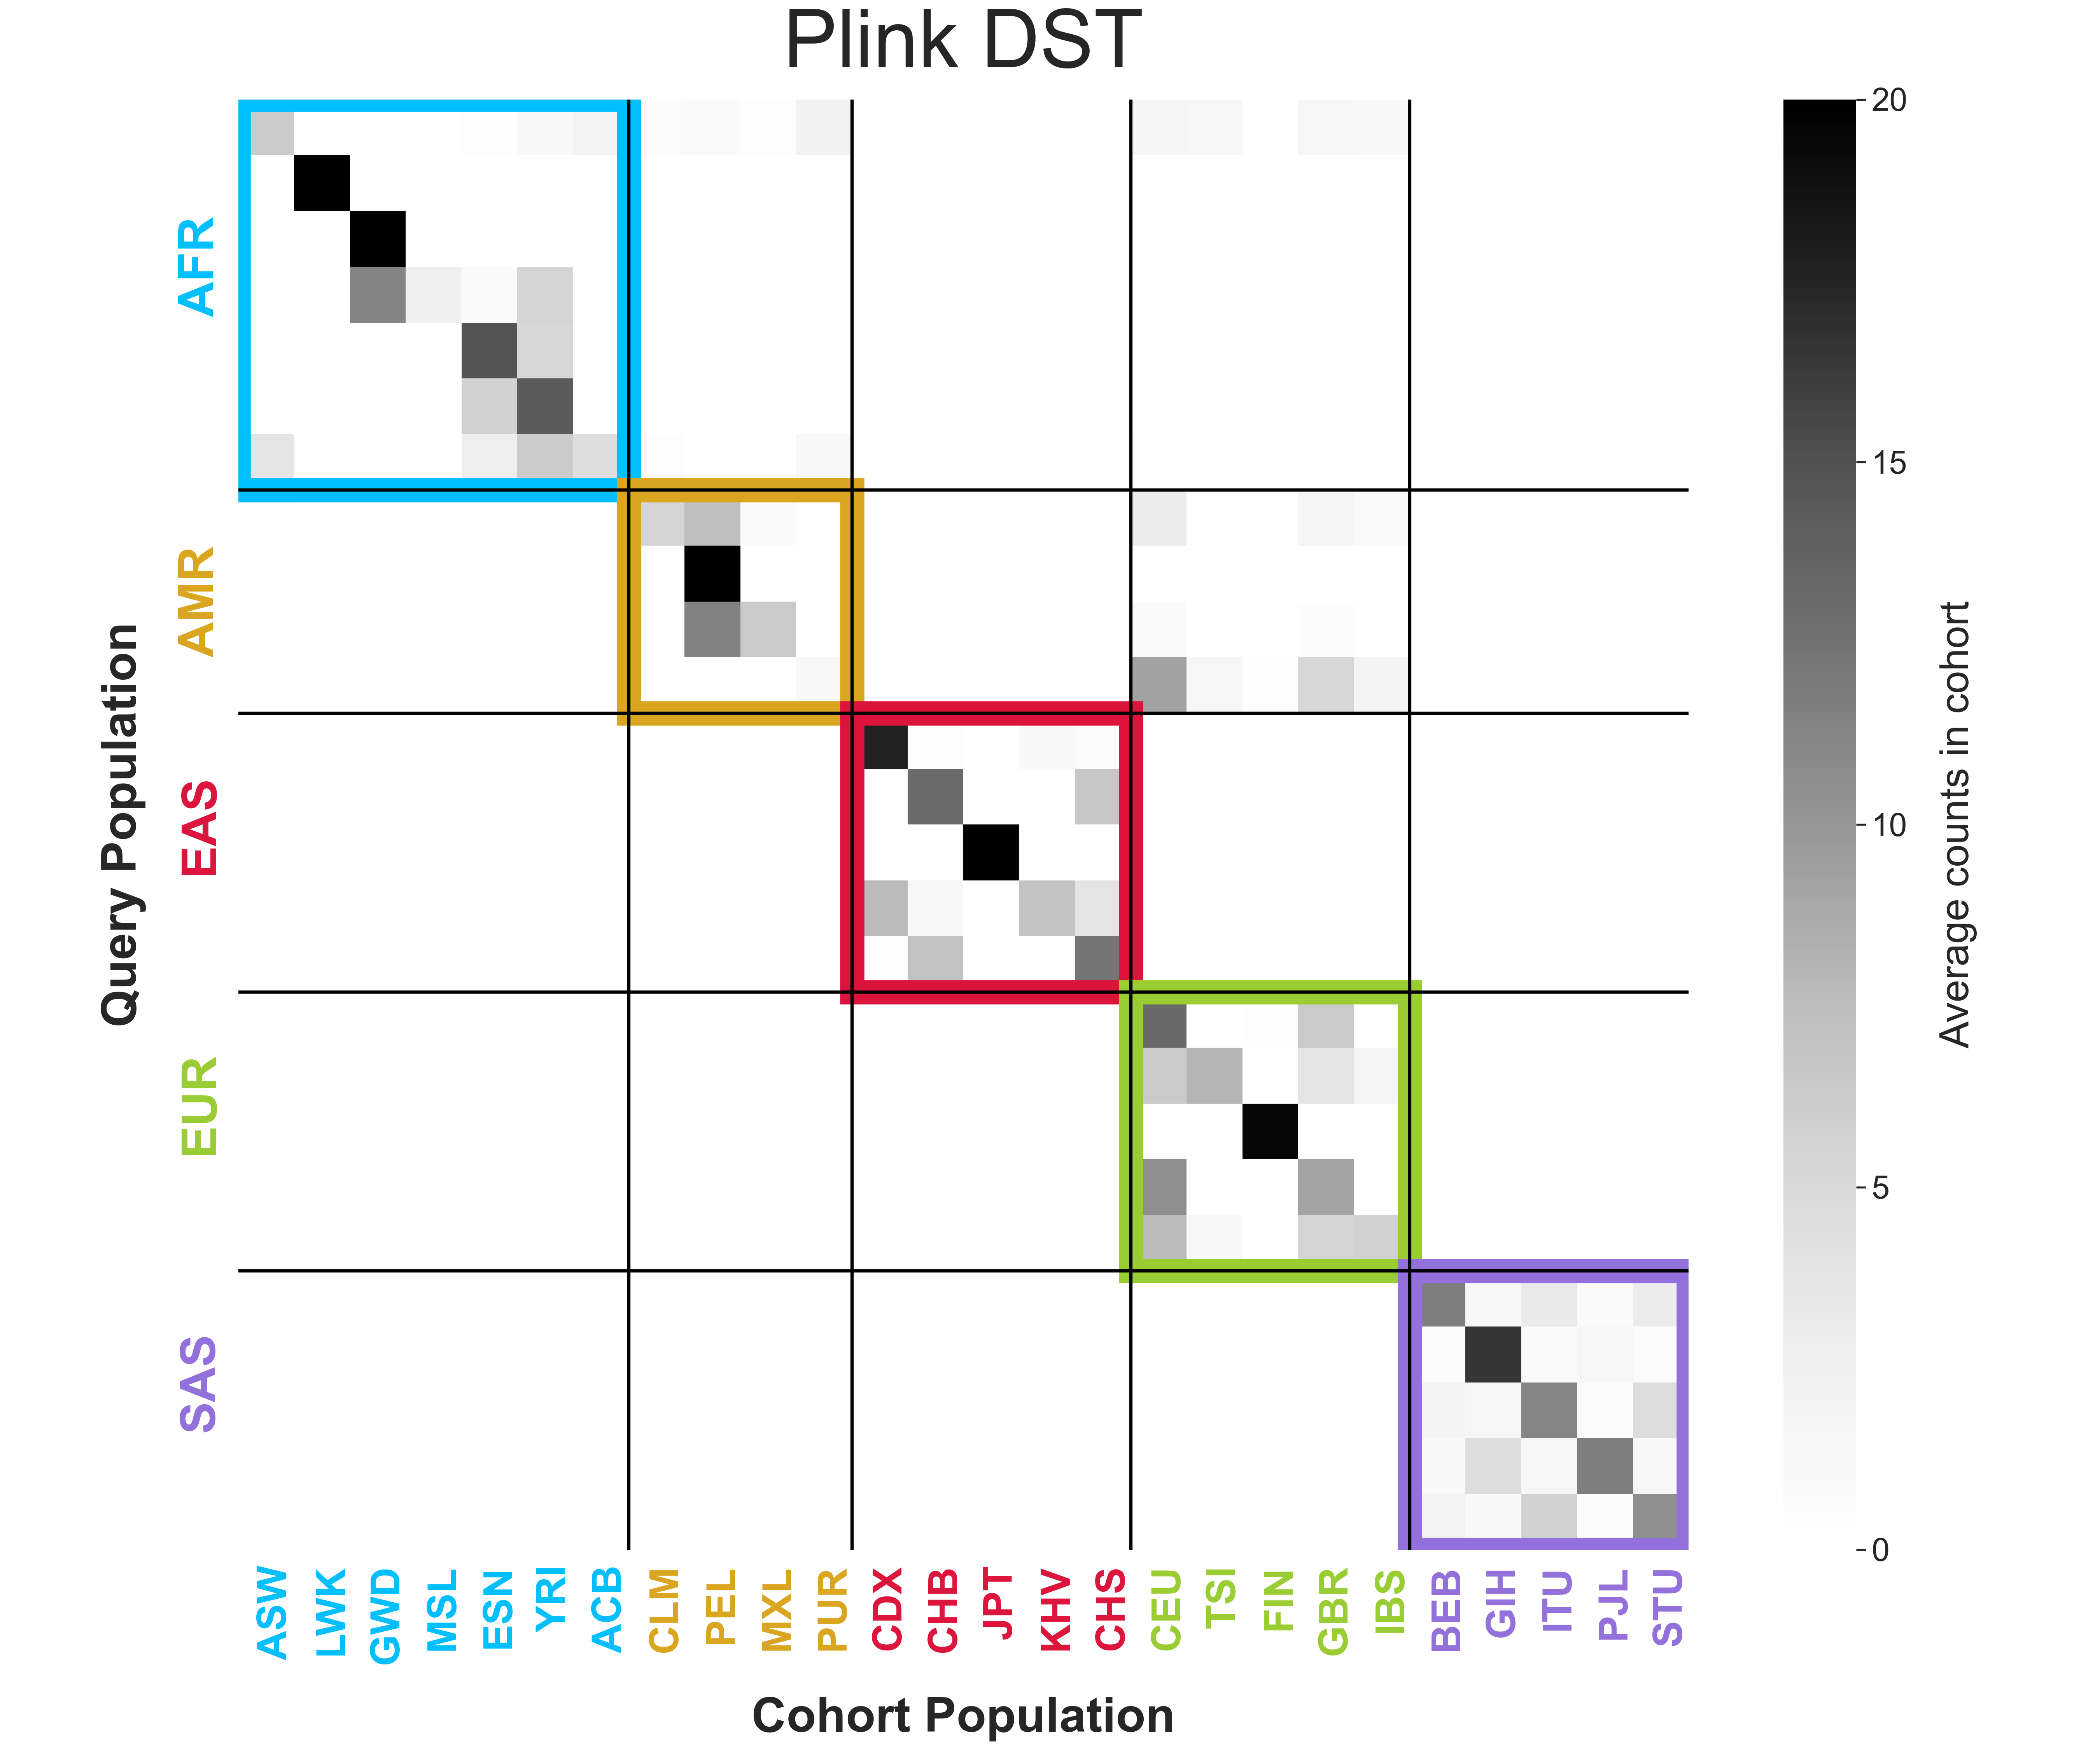 Plink DST
Query Population
AFR
AMR
EAS
EUR
SAS
ASW LWK GWD MSL ESN YRI ACB CLM PEL MXL PUR CDX CHB JPT KHV CHS CEU TSI FIN GBR IBS BEB GIH ITU PJL STU
Cohort Population
20
15
10
5
0
Average counts in cohort